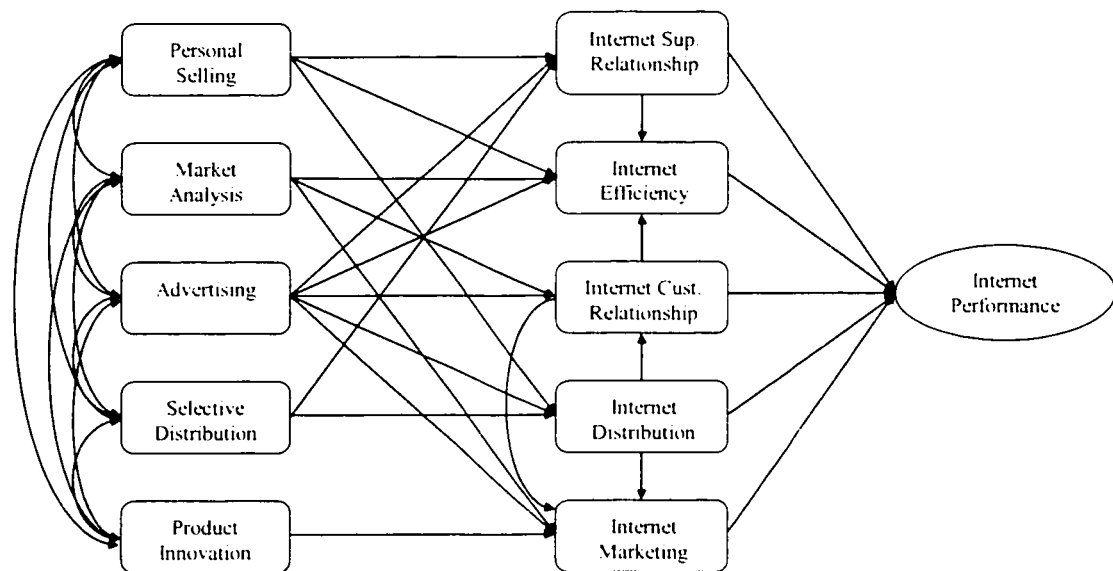 Personal
Selling
Market
Analysis
Advertising
Selective
Distribution
Product
Innovation
Internet Sup.
Relationship
Internet
Efficiency
Internet Cust.
Relationship
Internet
Distribution
Internet
Marketing
Internet
Performance